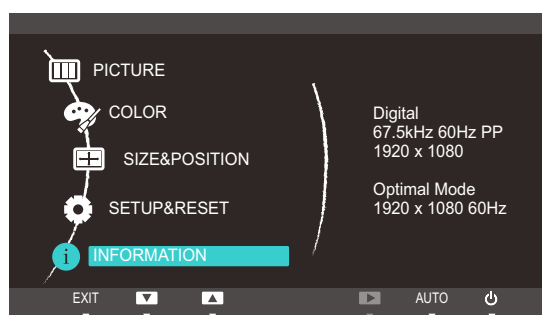 PICTURE
COLOR
SIZE&POSITION
SETUP&RESET
i INFORMATION
Digital
67.5kHz 60Hz PP
1920 x 1080
Optimal Mode
1920 x 1080 60Hz
EXIT AUTO